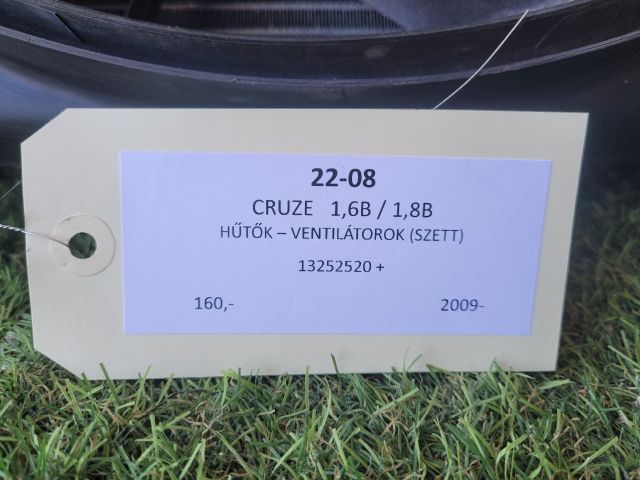 22-08
CRUZE 1,6B / 1,8B
HŰTŐK – VENTILÁTOROK (SZETT)
13252520 +
160,- 2009-